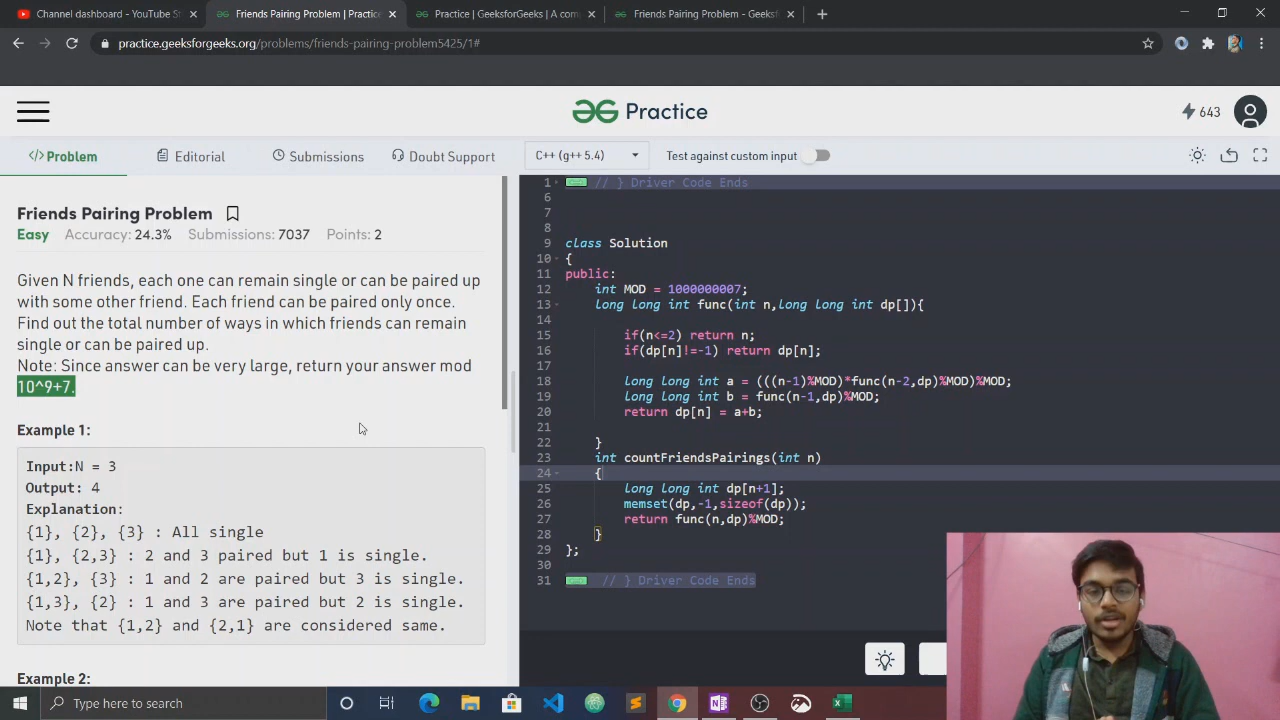 Channel dashboard - YouTube St
Friends Pairing Problem | Practice
Practice | GeeksforGeeks | A com
Friends Pairing Problem - Geeksf
practice.geeksforgeeks.org/problems/friends-pairing-problem5425/1#
Practice
643
</>Problem
Editorial
Submissions
Doubt Support
C++ (g++ 5.4)
Test against custom input
Friends Pairing Problem
Easy Accuracy: 24.3% Submissions: 7037 Points: 2
Given N friends, each one can remain single or can be paired up
with some other friend. Each friend can be paired only once.
Find out the total number of ways in which friends can remain
single or can be paired up.
Note: Since answer can be very large, return your answer mod
10^9+7.
Example 1:
Input:N = 3
Output: 4
Explanation:
{1}, {2}, {3} : All single
{1}, {2,3} : 2 and 3 paired but 1 is single.
{1,2}, {3} : 1 and 2 are paired but 3 is single.
{1,3}, {2} : 1 and 3 are paired but 2 is single.
Note that {1,2} and {2,1} are considered same.
Example 2:
1 // } Driver Code Ends
6
7
8
9 class Solution
10 {
11 public:
12 int MOD = 1000000007;
13 long long int func(int n,long long int dp[]){
14
15 if(n<=2) return n;
16 if(dp[n]!=-1) return dp[n];
17
18 long long int a = (((n-1)%MOD)*func(n-2,dp)%MOD)%MOD;
19 long long int b = func(n-1,dp)%MOD;
20 return dp[n] = a+b;
21
22 }
23 int countFriendsPairings(int n)
24 {
25 long long int dp[n+1];
26 memset(dp,-1,sizeof(dp));
27 return func(n,dp)%MOD;
28 }
29 };
30
31 // } Driver Code Ends
Type here to search